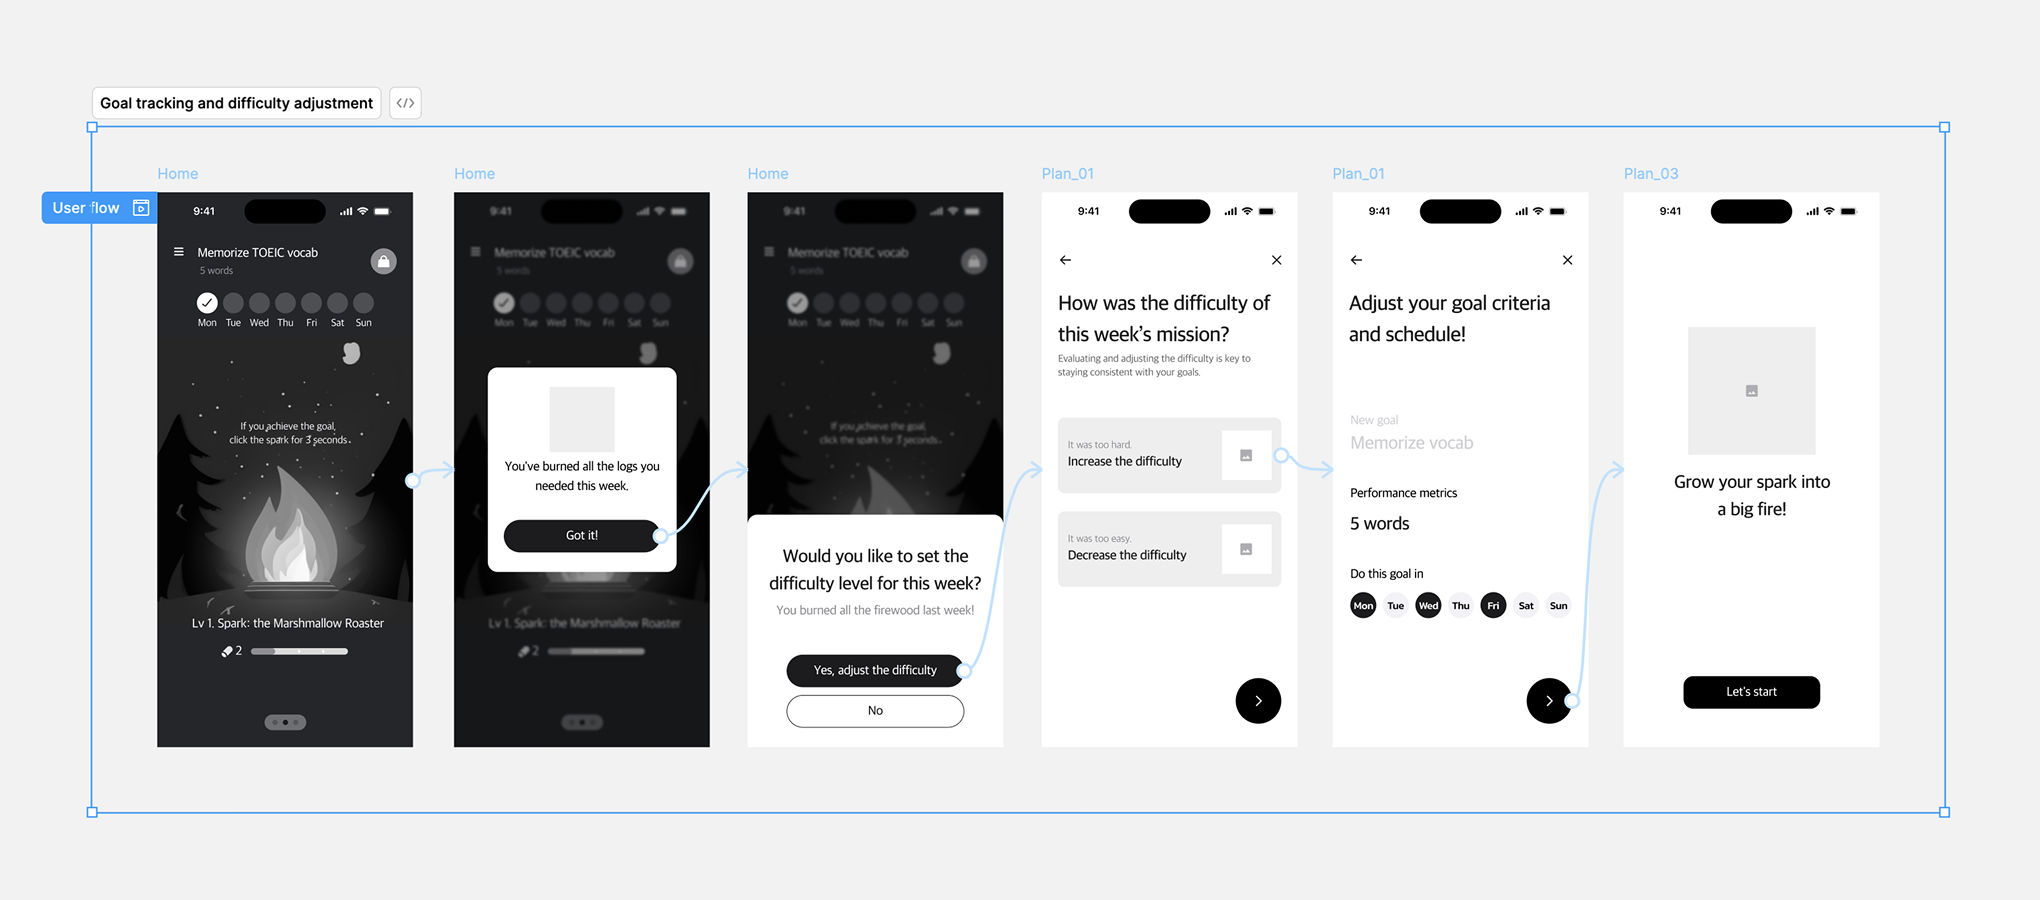 Goal tracking and difficulty adjustment
</>
User flow
Home
9:41
Memorize TOEIC vocab
5 words
Mon Tue Wed Thu Fri Sat Sun
If you achieve the goal,
click the spark for 3 seconds.
Lv 1. Spark: the Marshmallow Roaster
2
Home
9:41
Memorize TOEIC vocab
5 words
Mon Tue Wed Thu Fri Sat Sun
You've burned all the logs you
needed this week.
Got it!
Lv 1. Spark: the Marshmallow Roaster
2
Home
9:41
Memorize TOEIC vocab
5 words
Mon Tue Wed Thu Fri Sat Sun
If you achieve the goal,
click the spark for 3 seconds.
Would you like to set the
difficulty level for this week?
You burned all the firewood last week!
Yes, adjust the difficulty
No
Plan_01
9:41
How was the difficulty of
this week's mission?
Evaluating and adjusting the difficulty is key to
staying consistent with your goals.
It was too hard.
Increase the difficulty
It was too easy.
Decrease the difficulty
Plan_01
9:41
Adjust your goal criteria
and schedule!
New goal
Memorize vocab
Performance metrics
5 words
Do this goal in
Mon Tue Wed Thu Fri Sat Sun
Plan_03
9:41
Grow your spark into
a big fire!
Let's start